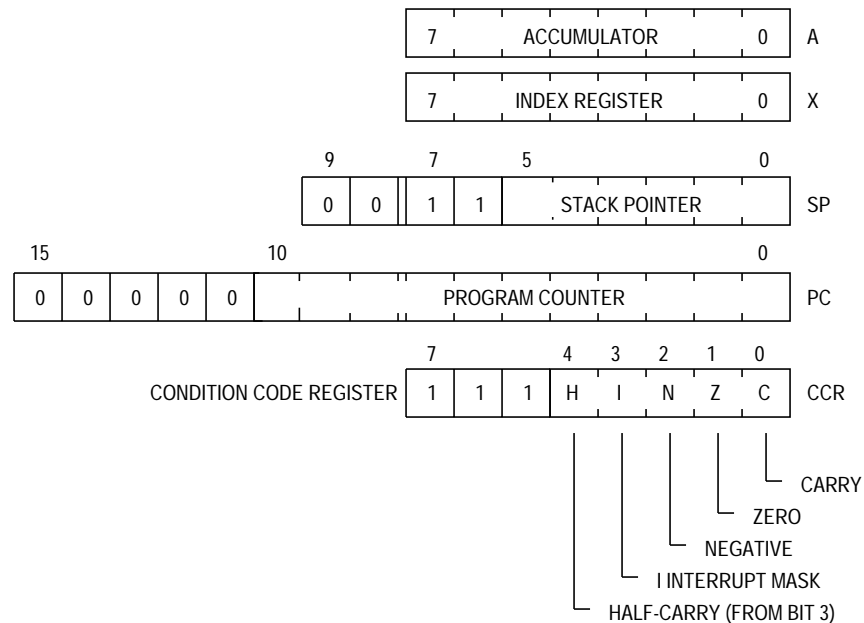 7 ACCUMULATOR 0 A
7 INDEX REGISTER 0 X
9 7 5 0
0 0 1 1 STACK POINTER SP
15 10 0
0 0 0 0 0 PROGRAM COUNTER PC
7 4 3 2 1 0
CONDITION CODE REGISTER 1 1 1 H I N Z C CCR
CARRY
ZERO
NEGATIVE
I INTERRUPT MASK
HALF-CARRY (FROM BIT 3)